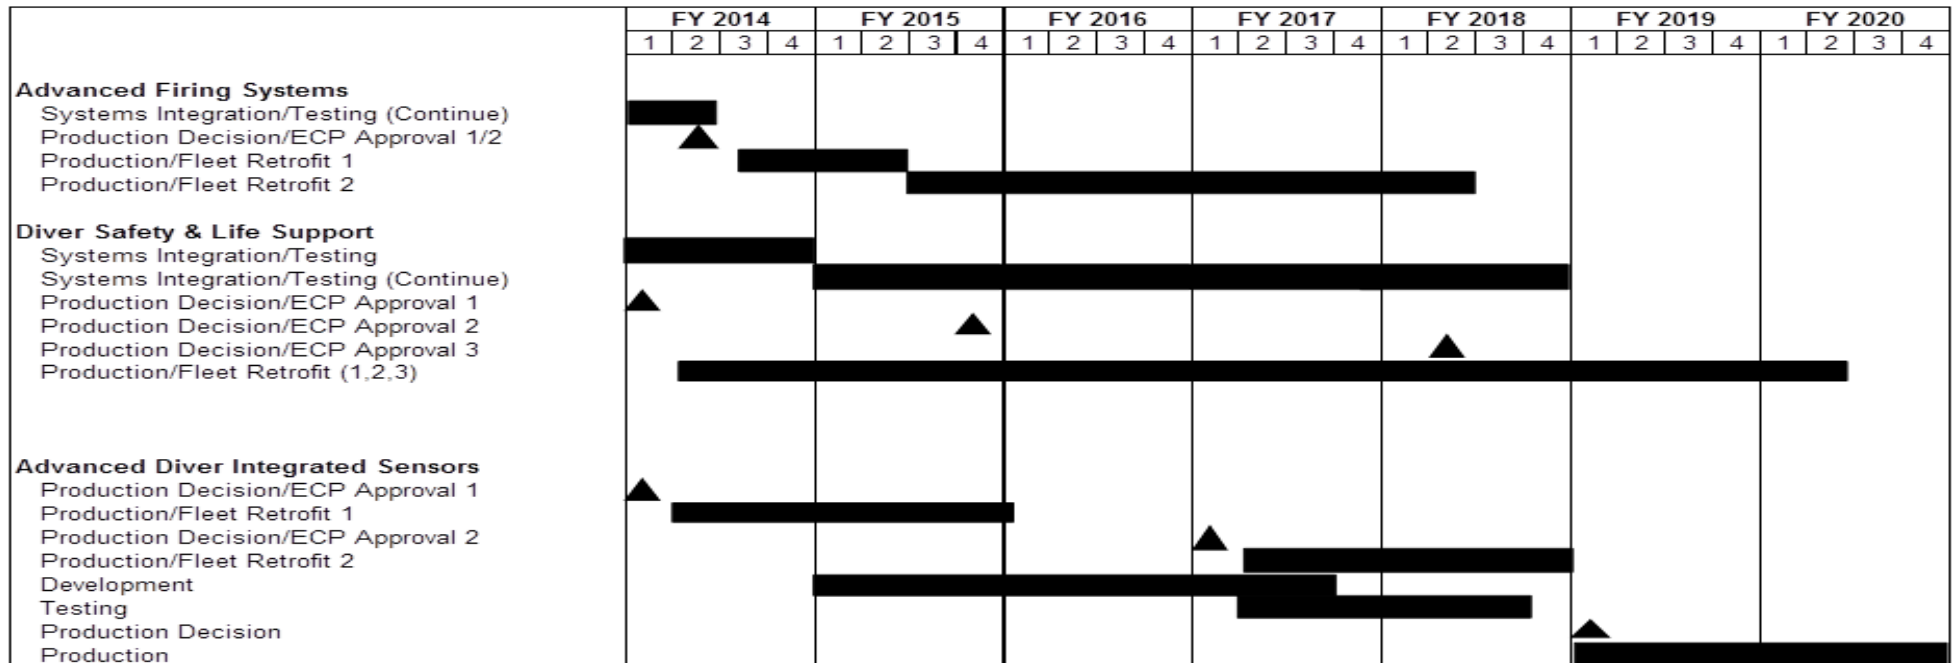 FY 2014 FY 2015 FY 2016 FY 2017 FY 2018 FY 2019 FY 2020
1 2 3 4 1 2 3 4 1 2 3 4 1 2 3 4 1 2 3 4 1 2 3 4 1 2 3 4
Advanced Firing Systems
Systems Integration/Testing (Continue)
Production Decision/ECP Approval 1/2
Production/Fleet Retrofit 1
Production/Fleet Retrofit 2
Diver Safety & Life Support
Systems Integration/Testing
Systems Integration/Testing (Continue)
Production Decision/ECP Approval 1
Production Decision/ECP Approval 2
Production Decision/ECP Approval 3
Production/Fleet Retrofit (1,2,3)
Advanced Diver Integrated Sensors
Production Decision/ECP Approval 1
Production/Fleet Retrofit 1
Production Decision/ECP Approval 2
Production/Fleet Retrofit 2
Development
Testing
Production Decision
Production